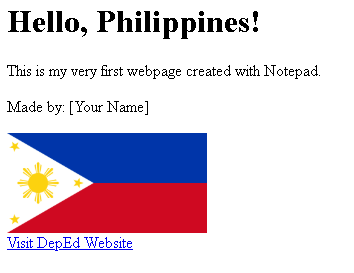 Hello, Philippines!
This is my very first webpage created with Notepad.
Made by: [Your Name]
Visit DepEd Website